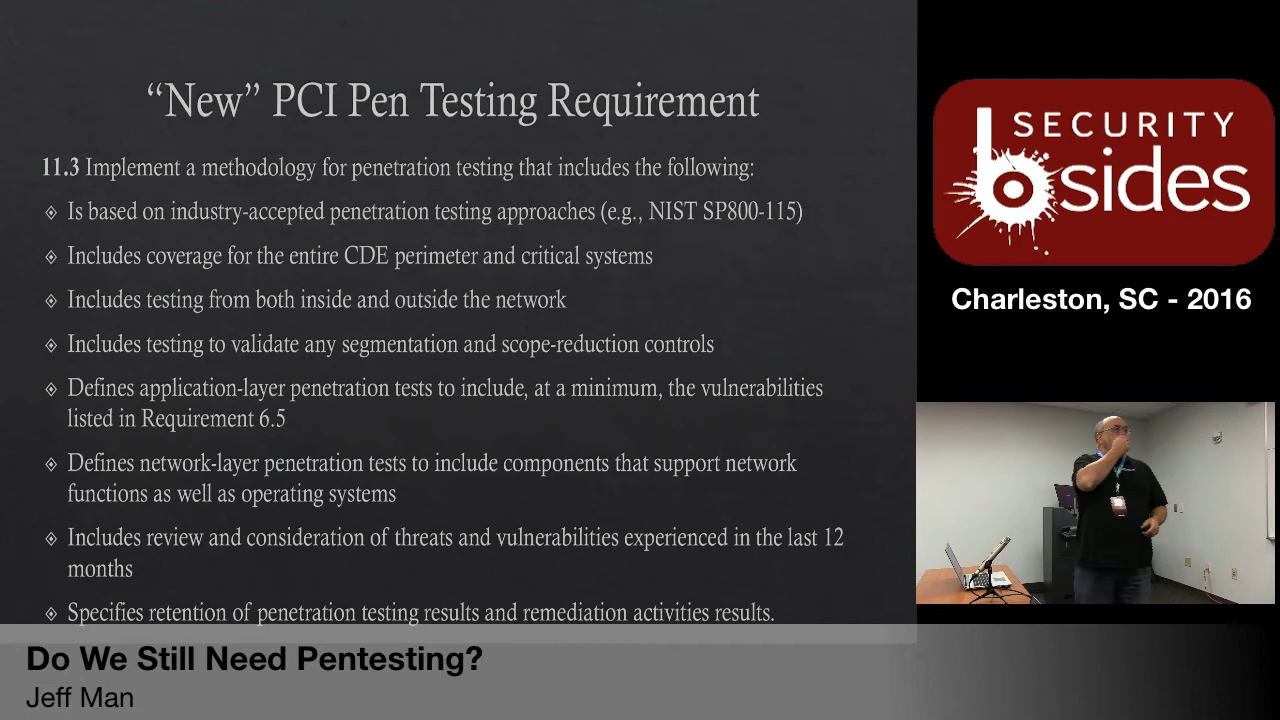 “New” PCI Pen Testing Requirement
11.3 Implement a methodology for penetration testing that includes the following:
Is based on industry-accepted penetration testing approaches (e.g., NIST SP800-115)
Includes coverage for the entire CDE perimeter and critical systems
Includes testing from both inside and outside the network
Includes testing to validate any segmentation and scope-reduction controls
Defines application-layer penetration tests to include, at a minimum, the vulnerabilities
listed in Requirement 6.5
Defines network-layer penetration tests to include components that support network
functions as well as operating systems
Includes review and consideration of threats and vulnerabilities experienced in the last 12
months
Specifies retention of penetration testing results and remediation activities results.
SECURITY
bsides
Charleston, SC - 2016
Do We Still Need Pentesting?
Jeff Man